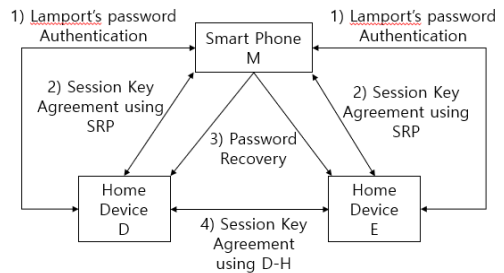 1) Lamport's password
Authentication
1) Lamport's password
Authentication
Smart Phone
M
2) Session Key
Agreement using
SRP
2) Session Key
Agreement using
SRP
3) Password
Recovery
Home
Device
D
Home
Device
E
4) Session Key
Agreement
using D-H